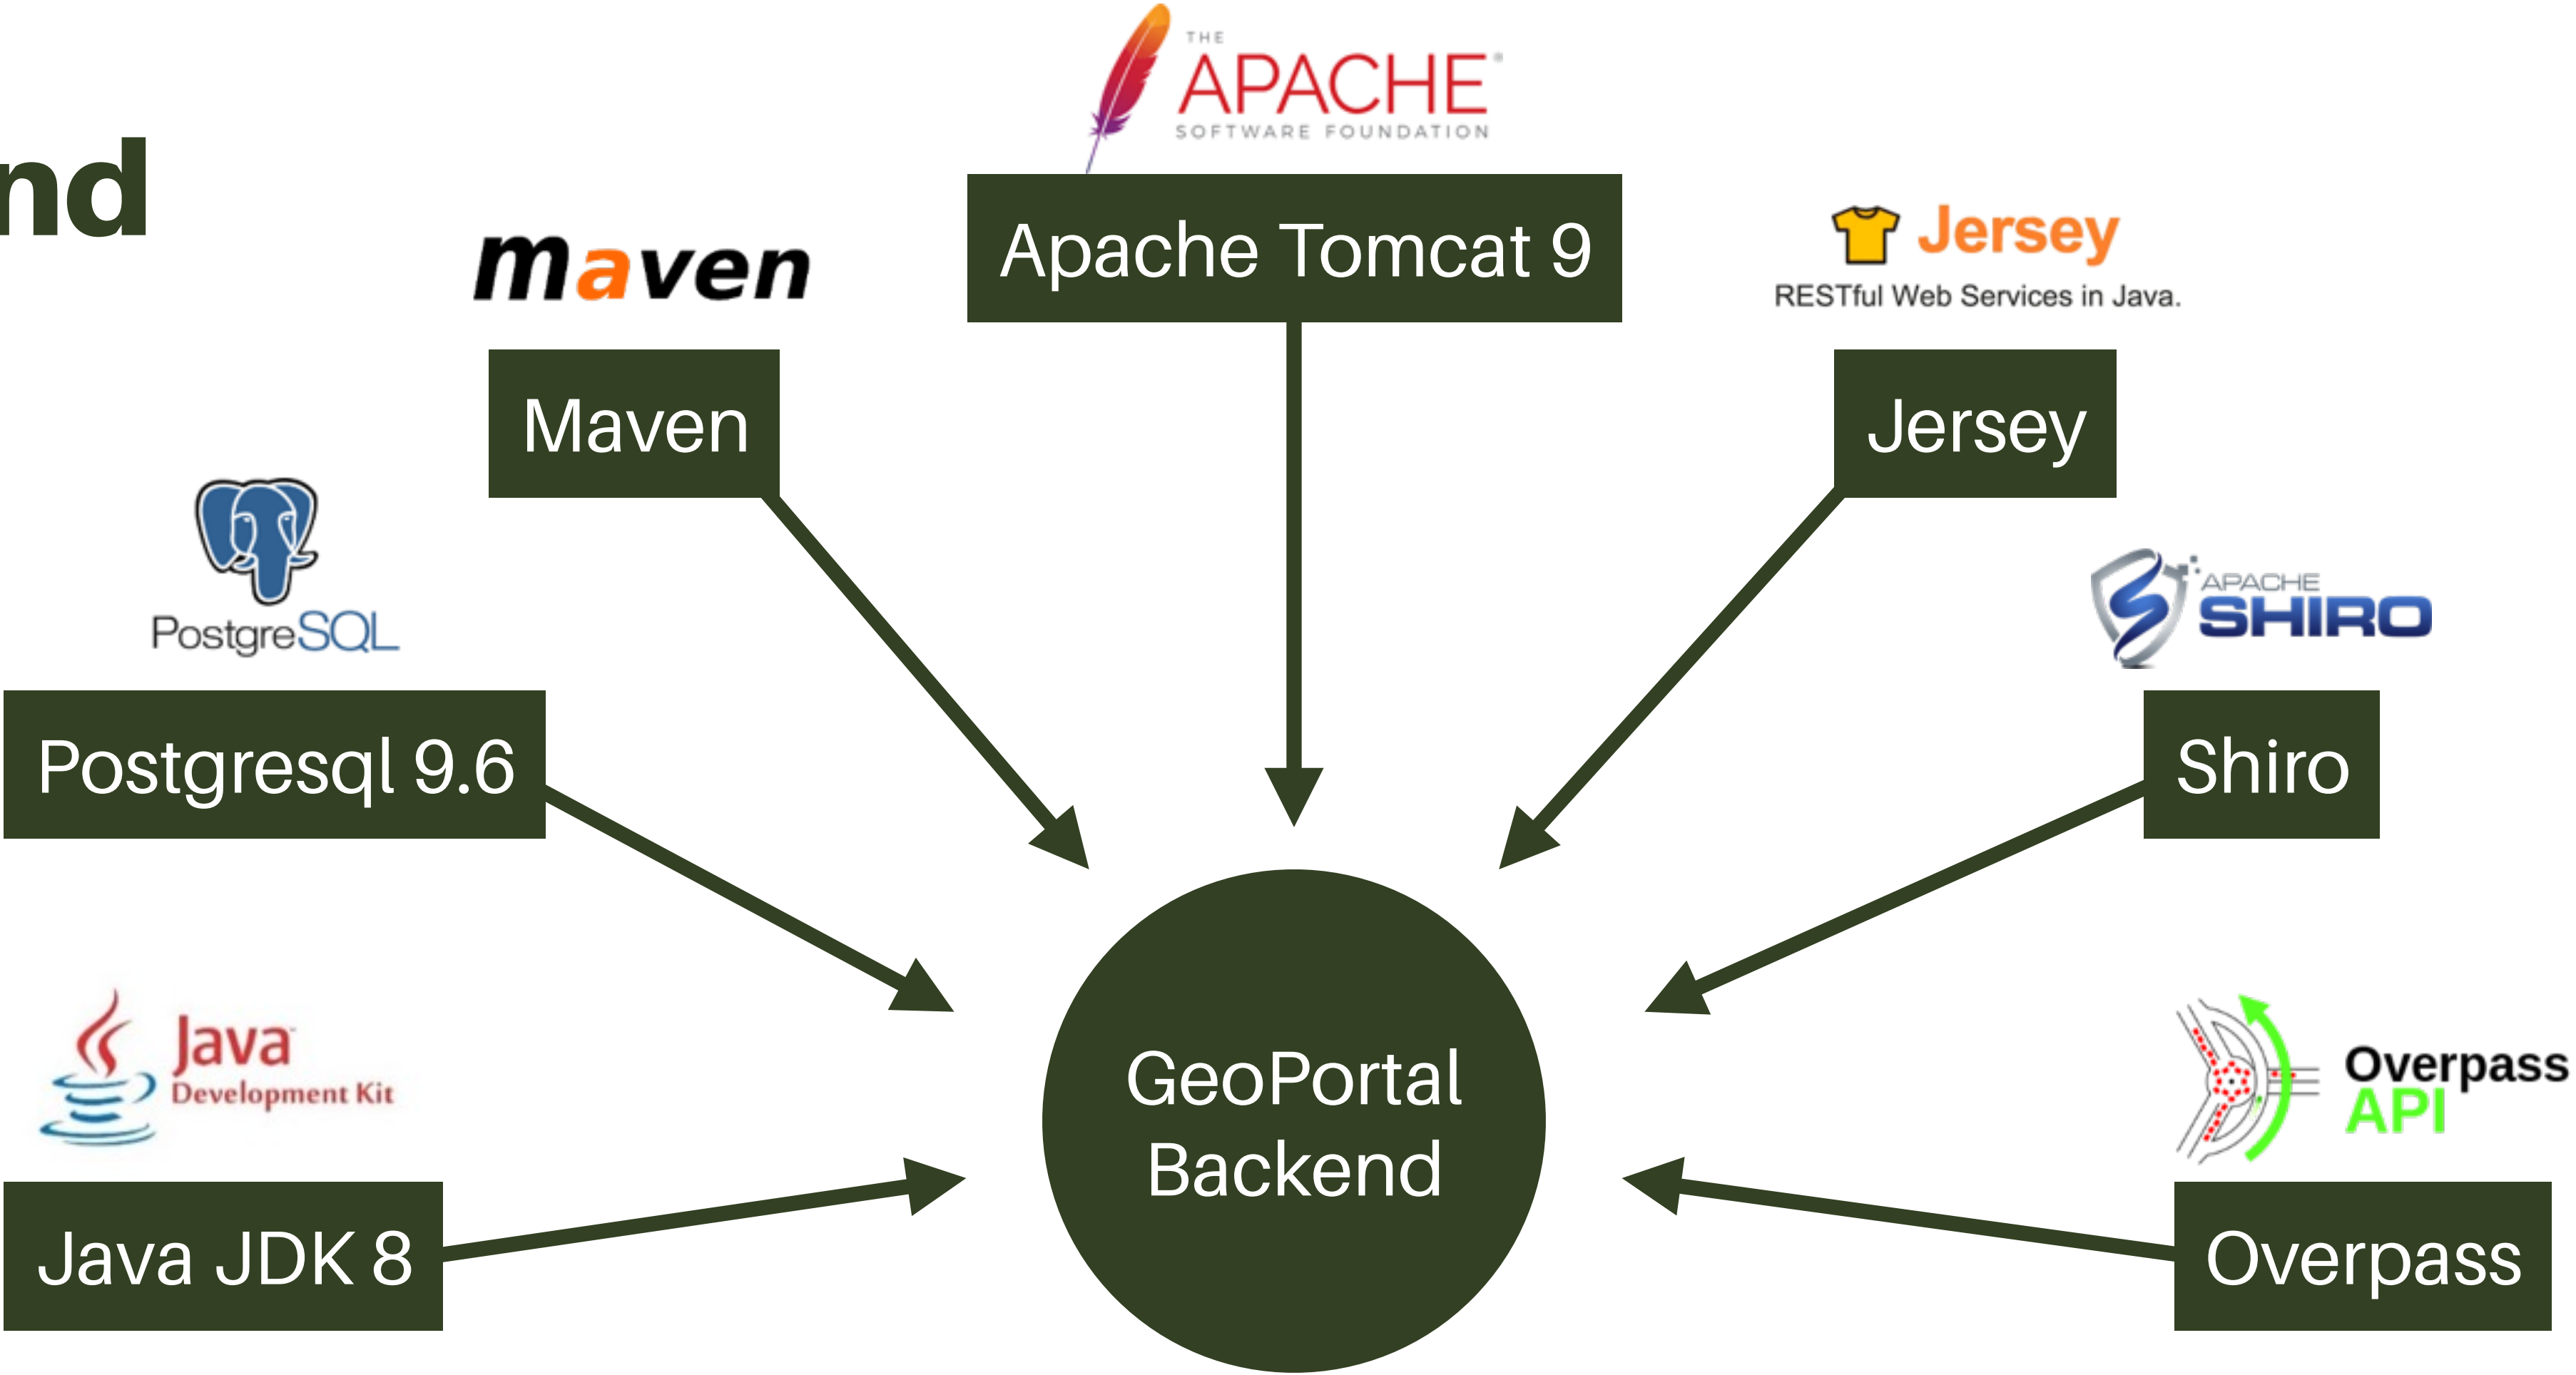 nd
THE
APACHE®
SOFTWARE FOUNDATION
Apache Tomcat 9
maven
Maven
Jersey
RESTful Web Services in Java.
Jersey
PostgreSQL
Postgresql 9.6
APACHE
SHIRO
Shiro
Java™
Development Kit
Java JDK 8
GeoPortal
Backend
Overpass
API
Overpass